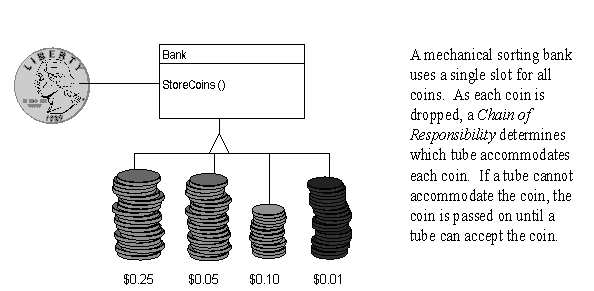 Bank
StoreCoins ()
LIBERTY
$0.25
$0.05
$0.10
$0.01
A mechanical sorting bank
uses a single slot for all
coins. As each coin is
dropped, a Chain of
Responsibility determines
which tube accommodates
each coin. If a tube cannot
accommodate the coin, the
coin is passed on until a
tube can accept the coin.